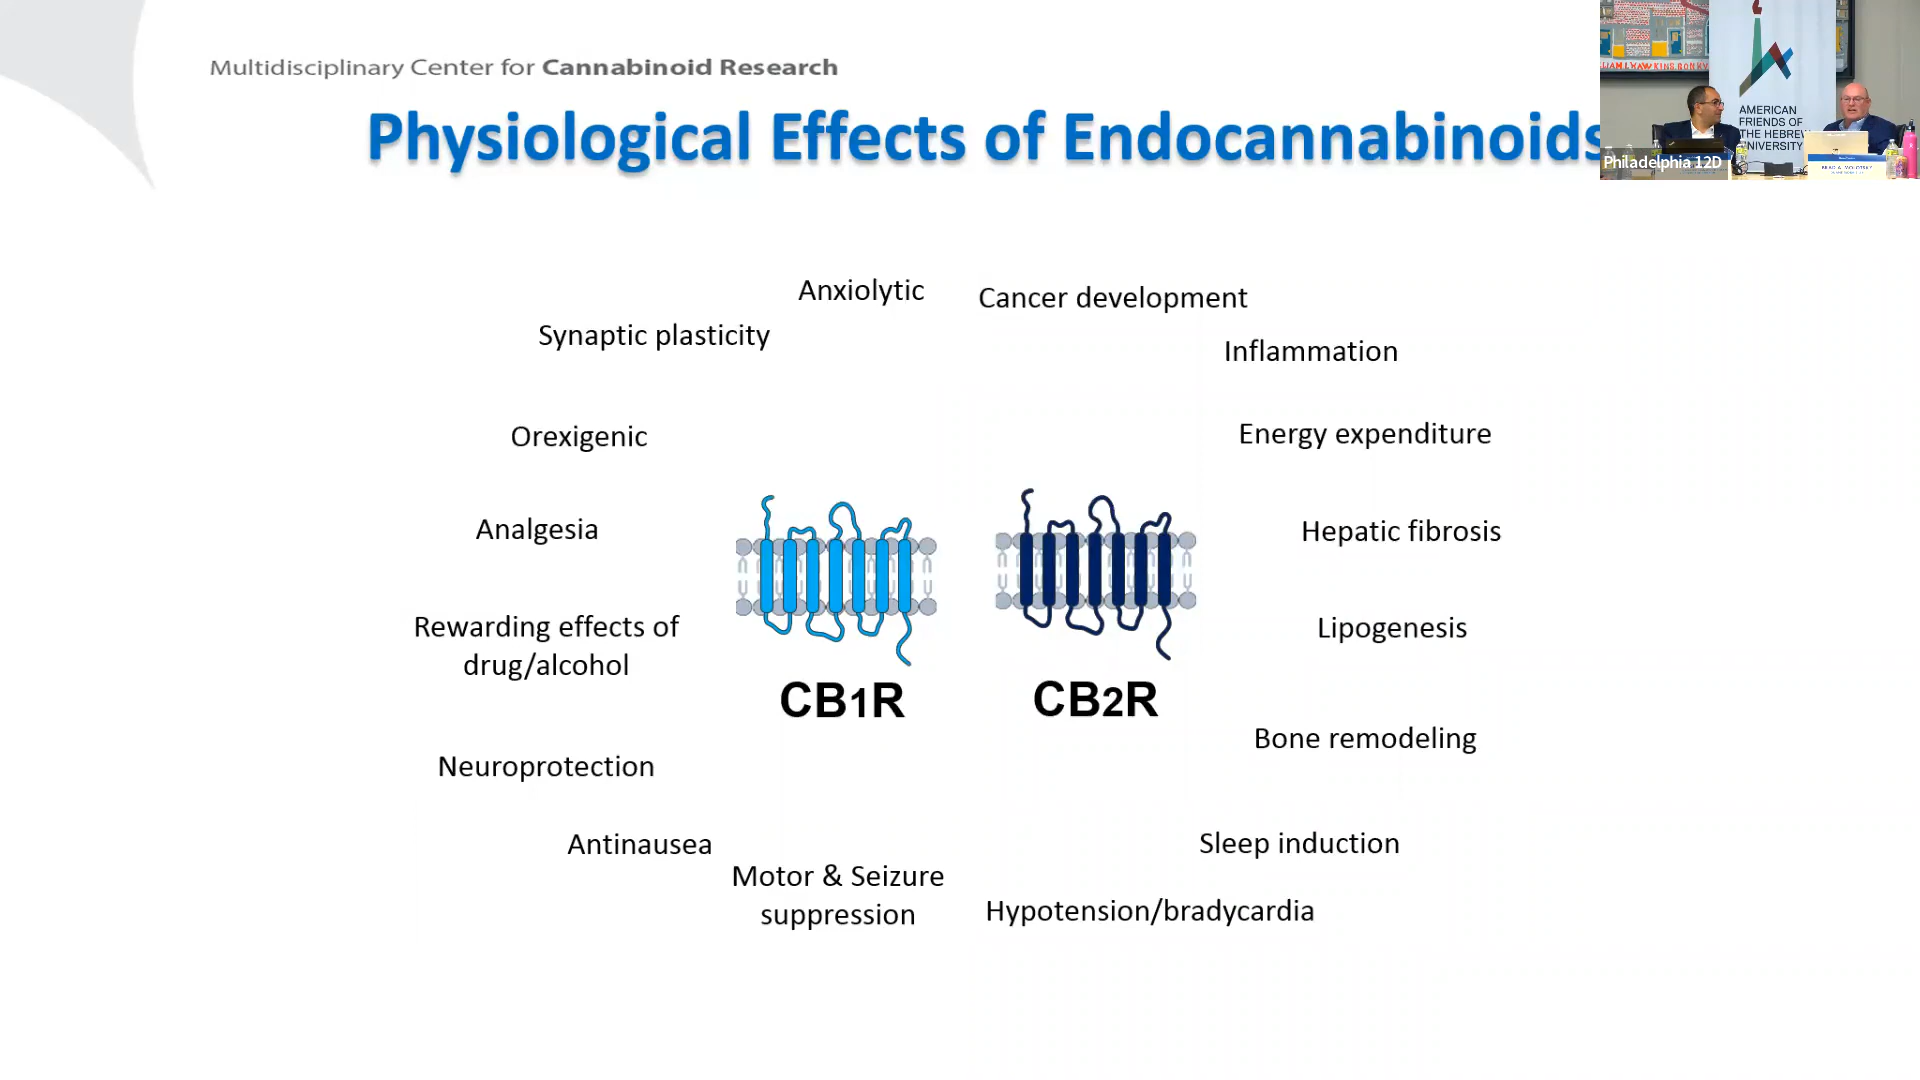 Multidisciplinary Center for Cannabinoid Research
Physiological Effects of Endocannabinoids
AMERICAN
FRIENDS OF
THE HEBREW
UNIVERSITY
Philadelphia 12D
Anxiolytic
Cancer development
Synaptic plasticity
Inflammation
Orexigenic
Energy expenditure
Analgesia
Hepatic fibrosis
Rewarding effects of
drug/alcohol
Lipogenesis
CB1R
CB2R
Neuroprotection
Bone remodeling
Antinausea
Sleep induction
Motor & Seizure
suppression
Hypotension/bradycardia